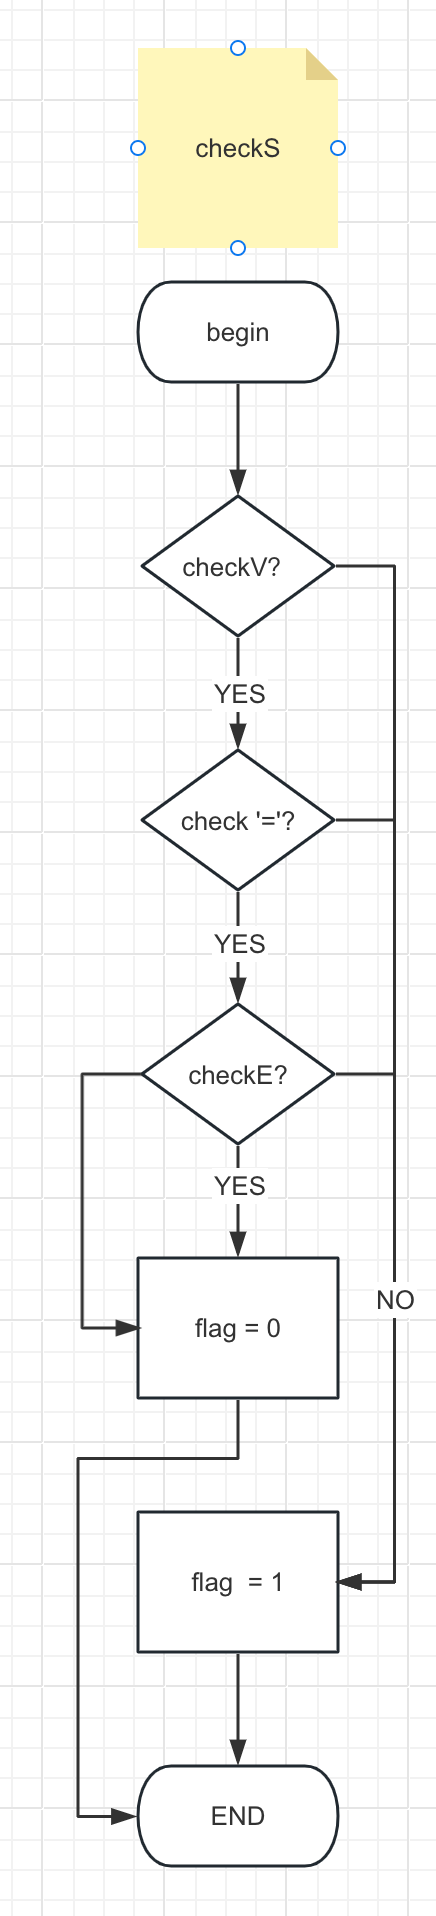 checkS
begin
checkV?
YES
check '='?
YES
checkE?
YES
flag = 0
NO
flag  = 1
END